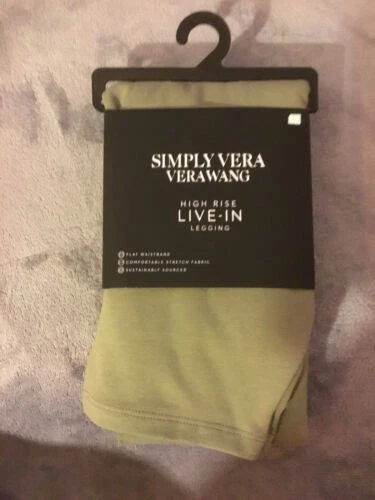 SIMPLY VERA
VERAWANG
HIGH RISE
LIVE-IN
LEGGING
FLAT WAISTBAND
COMFORTABLE STRETCH FABRIC
SUSTAINABLY SOURCED